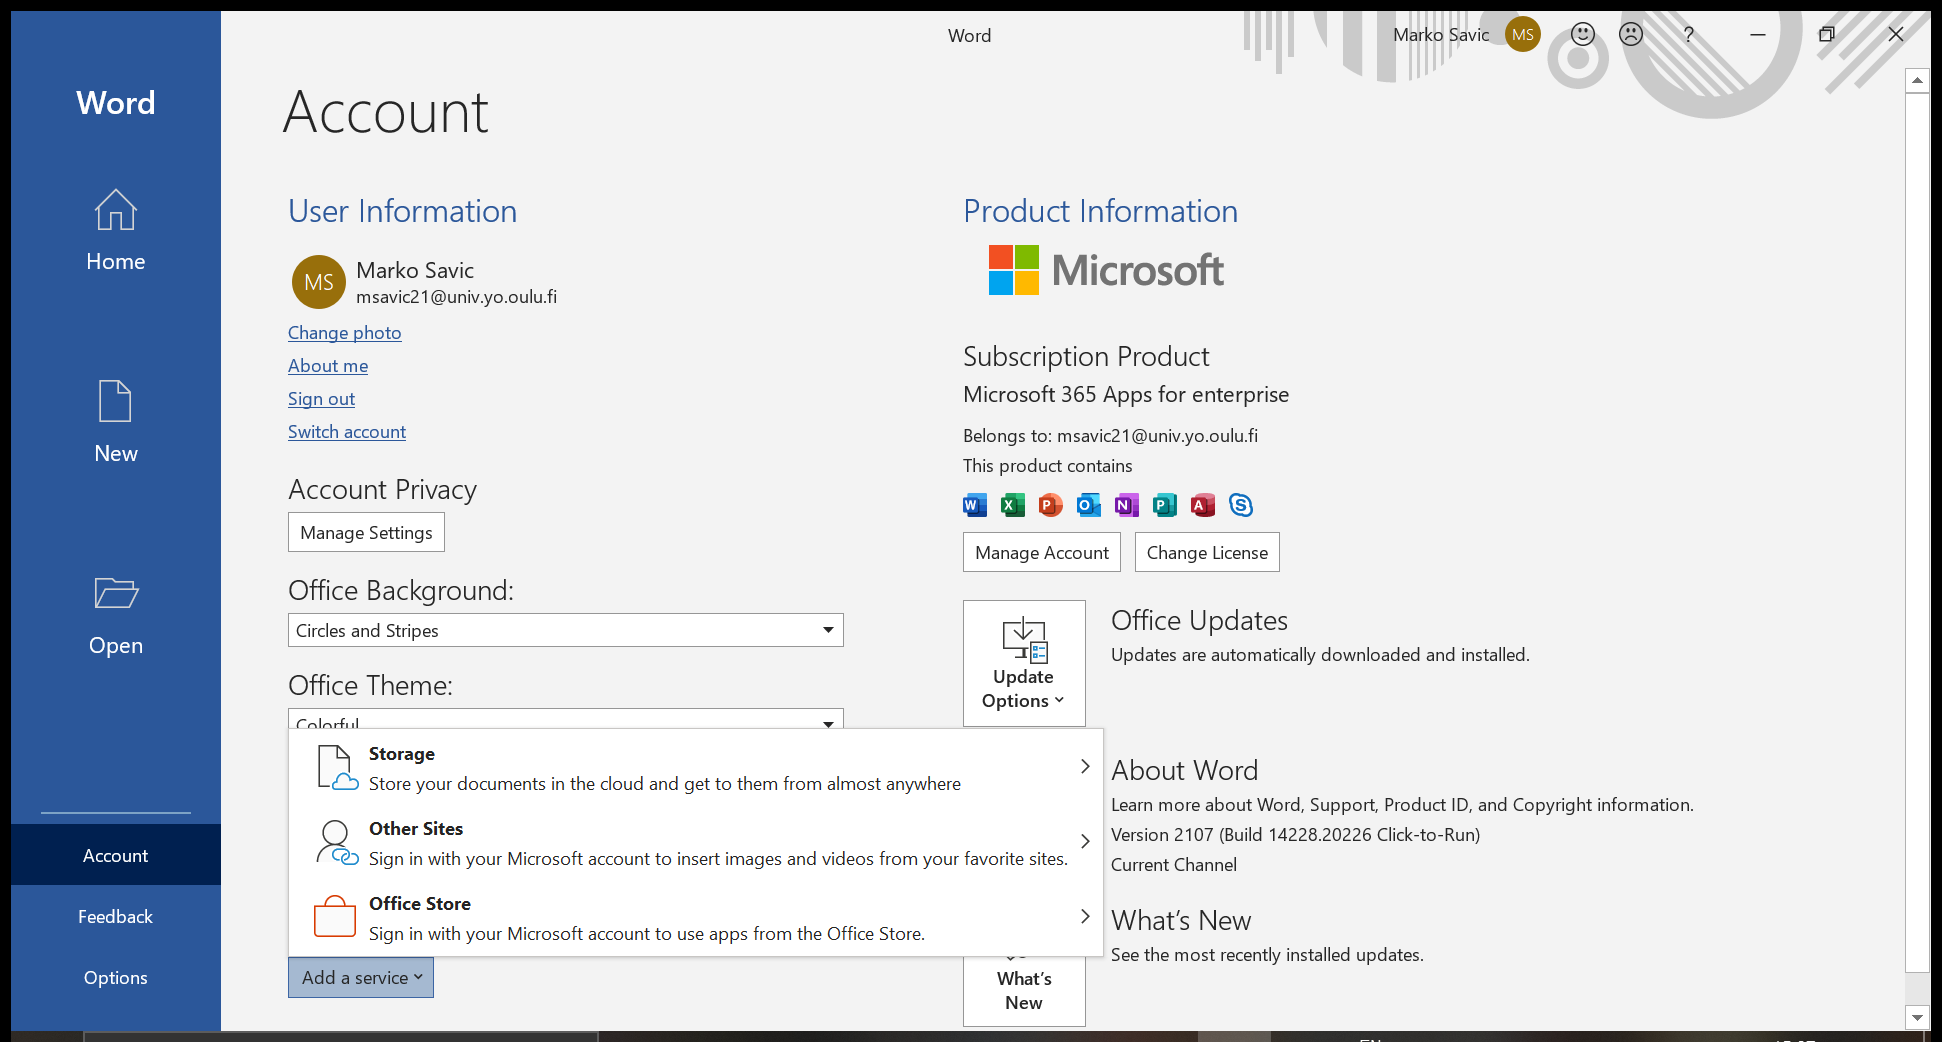 Word
Marko Savic MS ?
Word
Home
New
Open
Account
Feedback
Options
Account
User Information
MS
Marko Savic
msavic21@univ.yo.oulu.fi
Change photo
About me
Sign out
Switch account
Account Privacy
Manage Settings
Office Background:
Circles and Stripes
Office Theme:
Colorful
Storage
Store your documents in the cloud and get to them from almost anywhere
Other Sites
Sign in with your Microsoft account to insert images and videos from your favorite sites.
Office Store
Sign in with your Microsoft account to use apps from the Office Store.
Add a service
Product Information
Microsoft
Subscription Product
Microsoft 365 Apps for enterprise
Belongs to: msavic21@univ.yo.oulu.fi
This product contains
W X P O N P A S
Manage Account Change License
Update
Options
Office Updates
Updates are automatically downloaded and installed.
About Word
Learn more about Word, Support, Product ID, and Copyright information.
Version 2107 (Build 14228.20226 Click-to-Run)
Current Channel
What's
New
What's New
See the most recently installed updates.